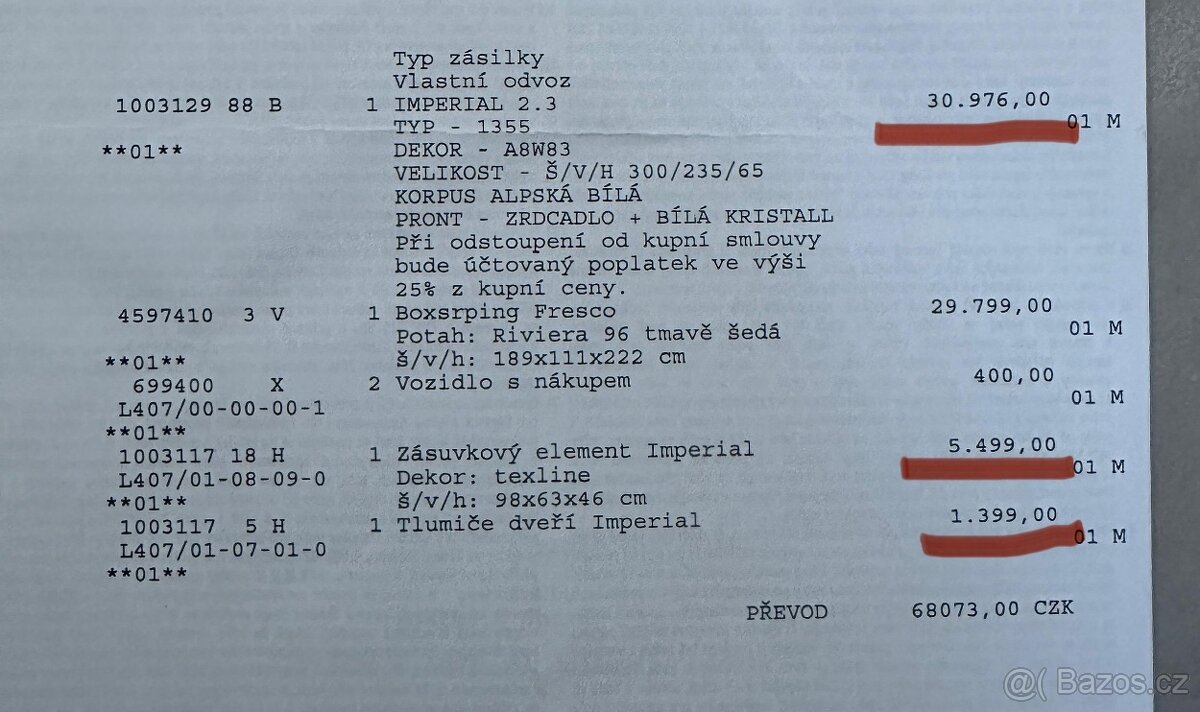 Typ zásilky
Vlastní odvoz
1003129 88 B 1 IMPERIAL 2.3 30.976,00
TYP - 1355 01 M
**01** DEKOR - A8W83
VELIKOST - Š/V/H 300/235/65
KORPUS ALPSKÁ BÍLÁ
PRONT - ZRDCADLO + BÍLÁ KRISTALL
Při odstoupení od kupní smlouvy
bude účtovaný poplatek ve výši
25% z kupní ceny.
4597410 3 V 1 Boxsrping Fresco 29.799,00
Potah: Riviera 96 tmavě šedá 01 M
**01** š/v/h: 189x111x222 cm
699400 X 2 Vozidlo s nákupem 400,00
L407/00-00-00-1 01 M
**01**
1003117 18 H 1 Zásuvkový element Imperial 5.499,00
L407/01-08-09-0 Dekor: texline 01 M
**01** š/v/h: 98x63x46 cm
1003117 5 H 1 Tlumiče dveří Imperial 1.399,00
L407/01-07-01-0 01 M
**01**
PŘEVOD 68073,00 CZK
@( Bazos.cz